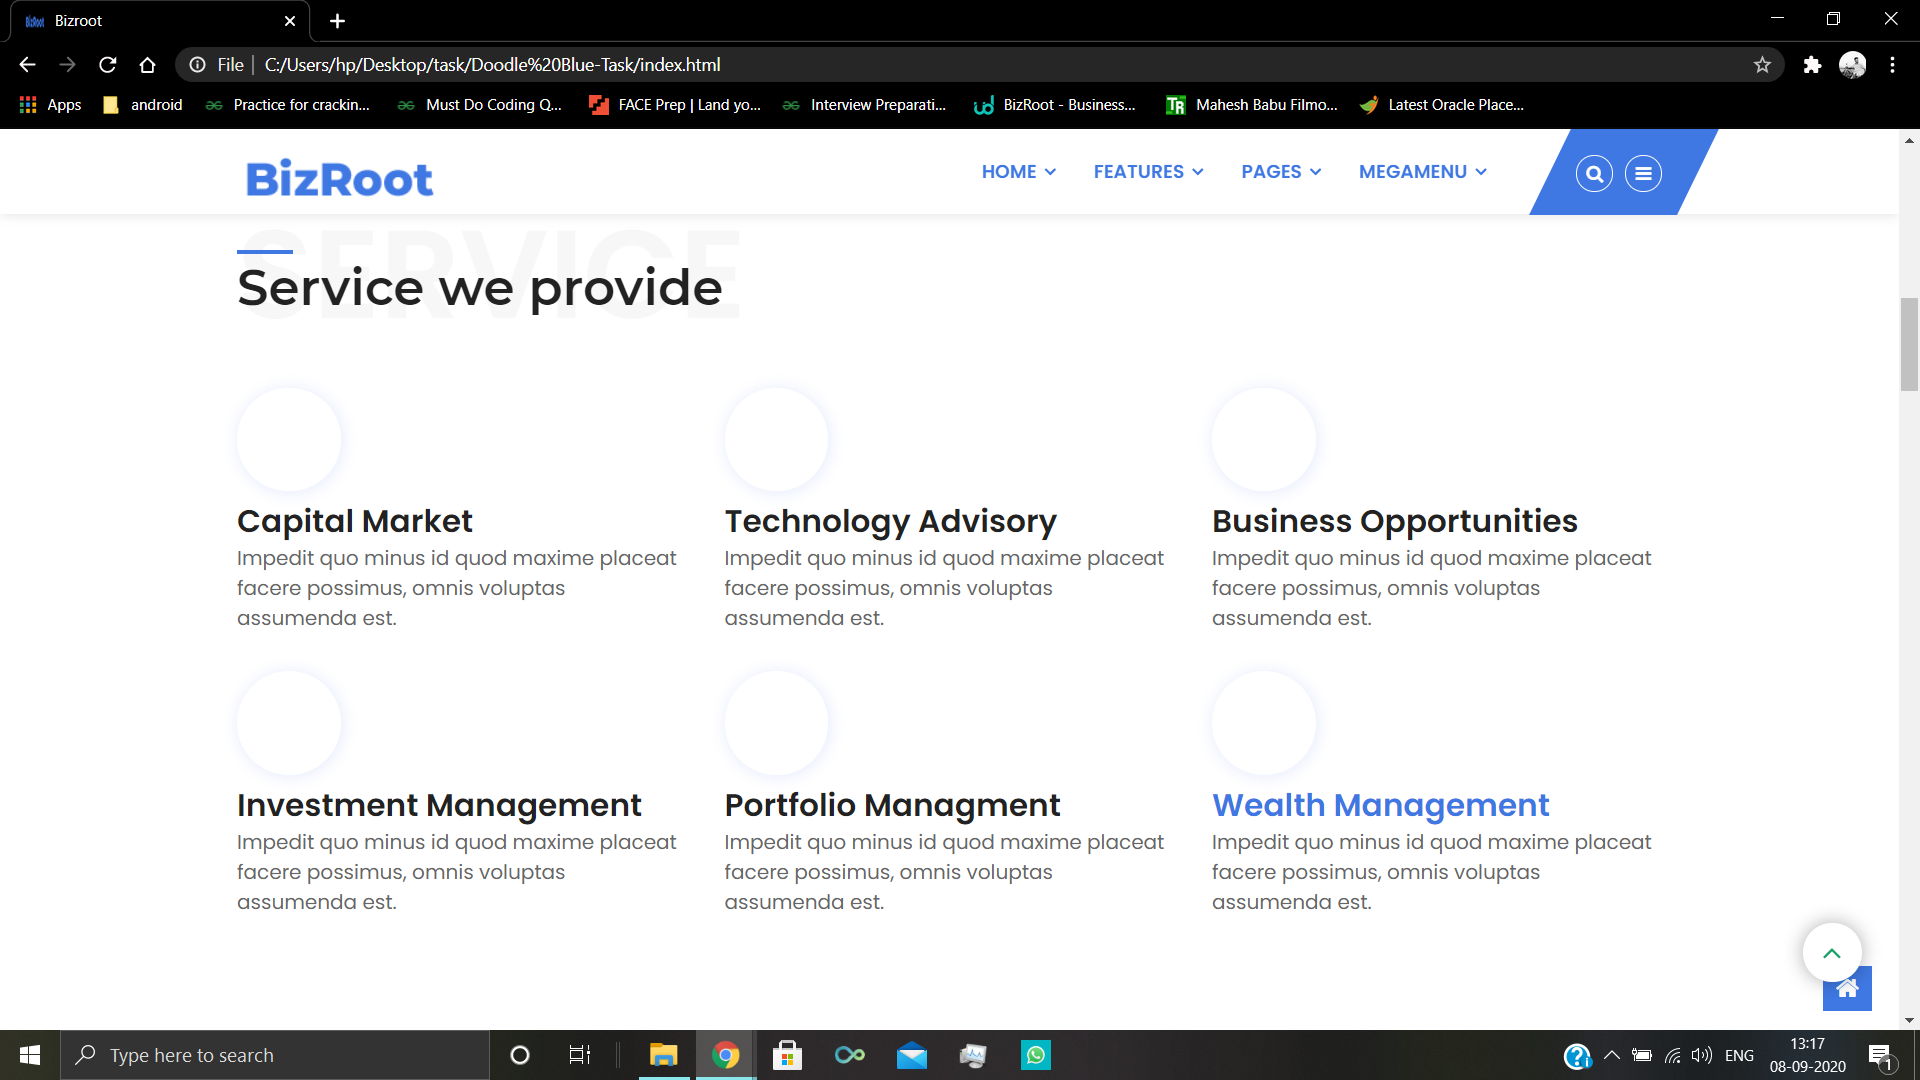 BizRoot Bizroot
File C:/Users/hp/Desktop/task/Doodle%20Blue-Task/index.html
Apps android Practice for crackin... Must Do Coding Q... FACE Prep | Land yo... Interview Preparati... BizRoot - Business... TR Mahesh Babu Filmo... Latest Oracle Place...
BizRoot HOME FEATURES PAGES MEGAMENU
SERVICE
Service we provide
Capital Market
Impedit quo minus id quod maxime placeat
facere possimus, omnis voluptas
assumenda est.
Technology Advisory
Impedit quo minus id quod maxime placeat
facere possimus, omnis voluptas
assumenda est.
Business Opportunities
Impedit quo minus id quod maxime placeat
facere possimus, omnis voluptas
assumenda est.
Investment Management
Impedit quo minus id quod maxime placeat
facere possimus, omnis voluptas
assumenda est.
Portfolio Managment
Impedit quo minus id quod maxime placeat
facere possimus, omnis voluptas
assumenda est.
Wealth Management
Impedit quo minus id quod maxime placeat
facere possimus, omnis voluptas
assumenda est.
Type here to search
ENG
13:17
08-09-2020
1